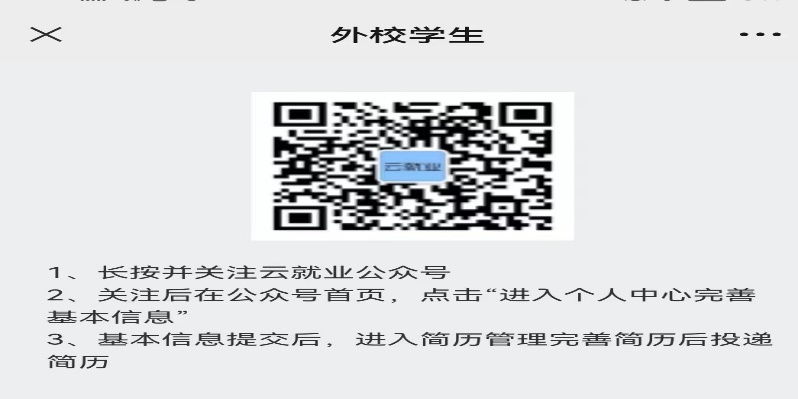 外校学生
云就业
1、长按并关注云就业公众号
2、关注后在公众号首页，点击“进入个人中心完善
基本信息”
3、基本信息提交后，进入简历管理完善简历后投递
简历